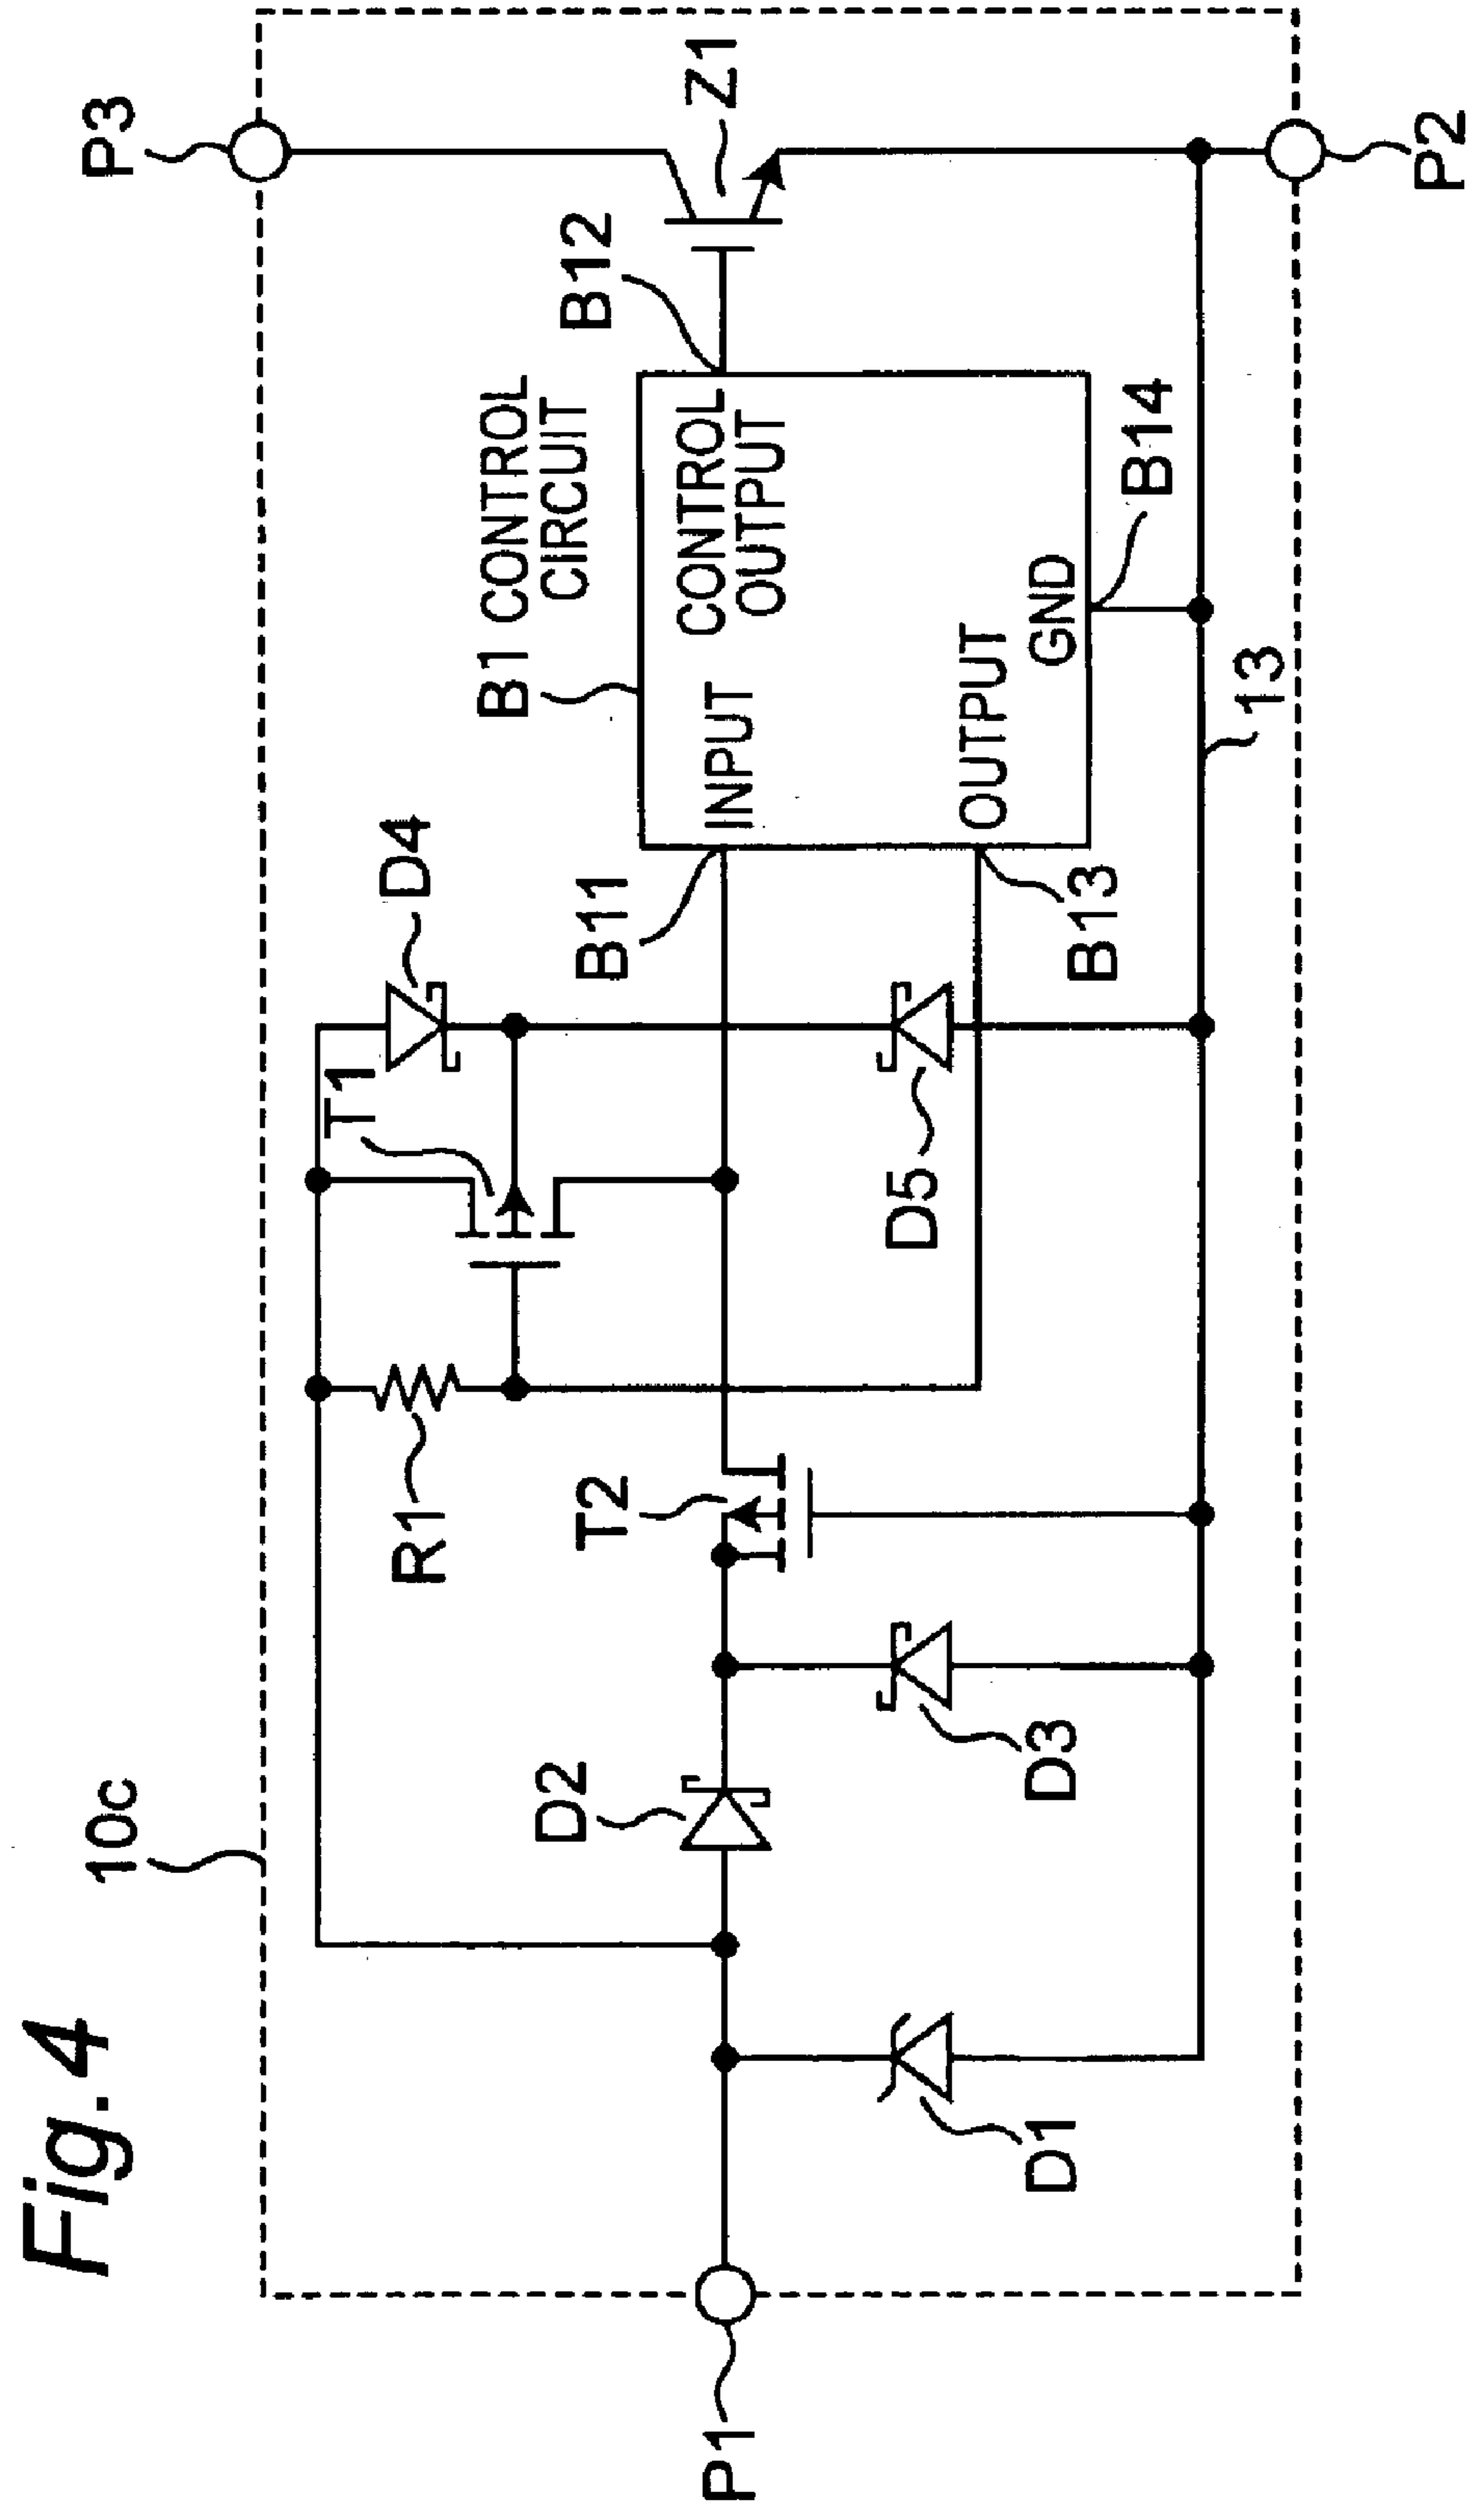 Fig. 4
10c
P3
D4
B1 CONTROL
CIRCUIT
B12
T1
R1
B11
Z1
T2
D2
INPUT
CONTROL
OUTPUT
P1
D5
OUTPUT
GND
D1
D3
B13
B14
13
P2